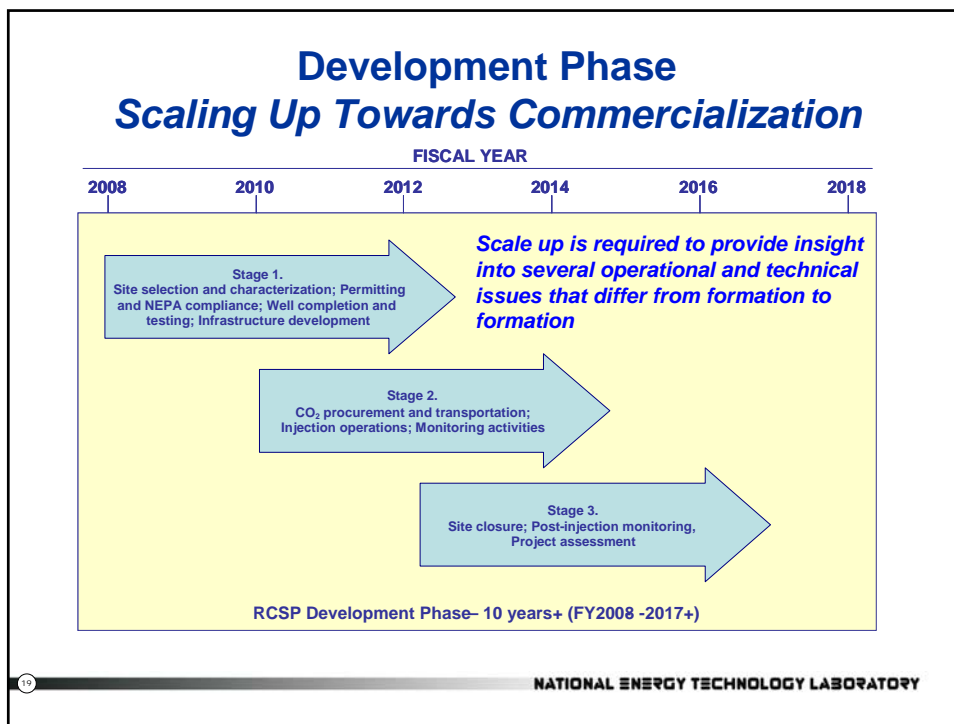 Development Phase
Scaling Up Towards Commercialization
FISCAL YEAR
2008 2010 2012 2014 2016 2018
Scale up is required to provide insight
into several operational and technical
issues that differ from formation to
formation
Stage 1.
Site selection and characterization; Permitting
and NEPA compliance; Well completion and
testing; Infrastructure development
Stage 2.
CO₂ procurement and transportation;
Injection operations; Monitoring activities
Stage 3.
Site closure; Post-injection monitoring,
Project assessment
RCSP Development Phase– 10 years+ (FY2008 -2017+)
19
NATIONAL ENERGY TECHNOLOGY LABORATORY